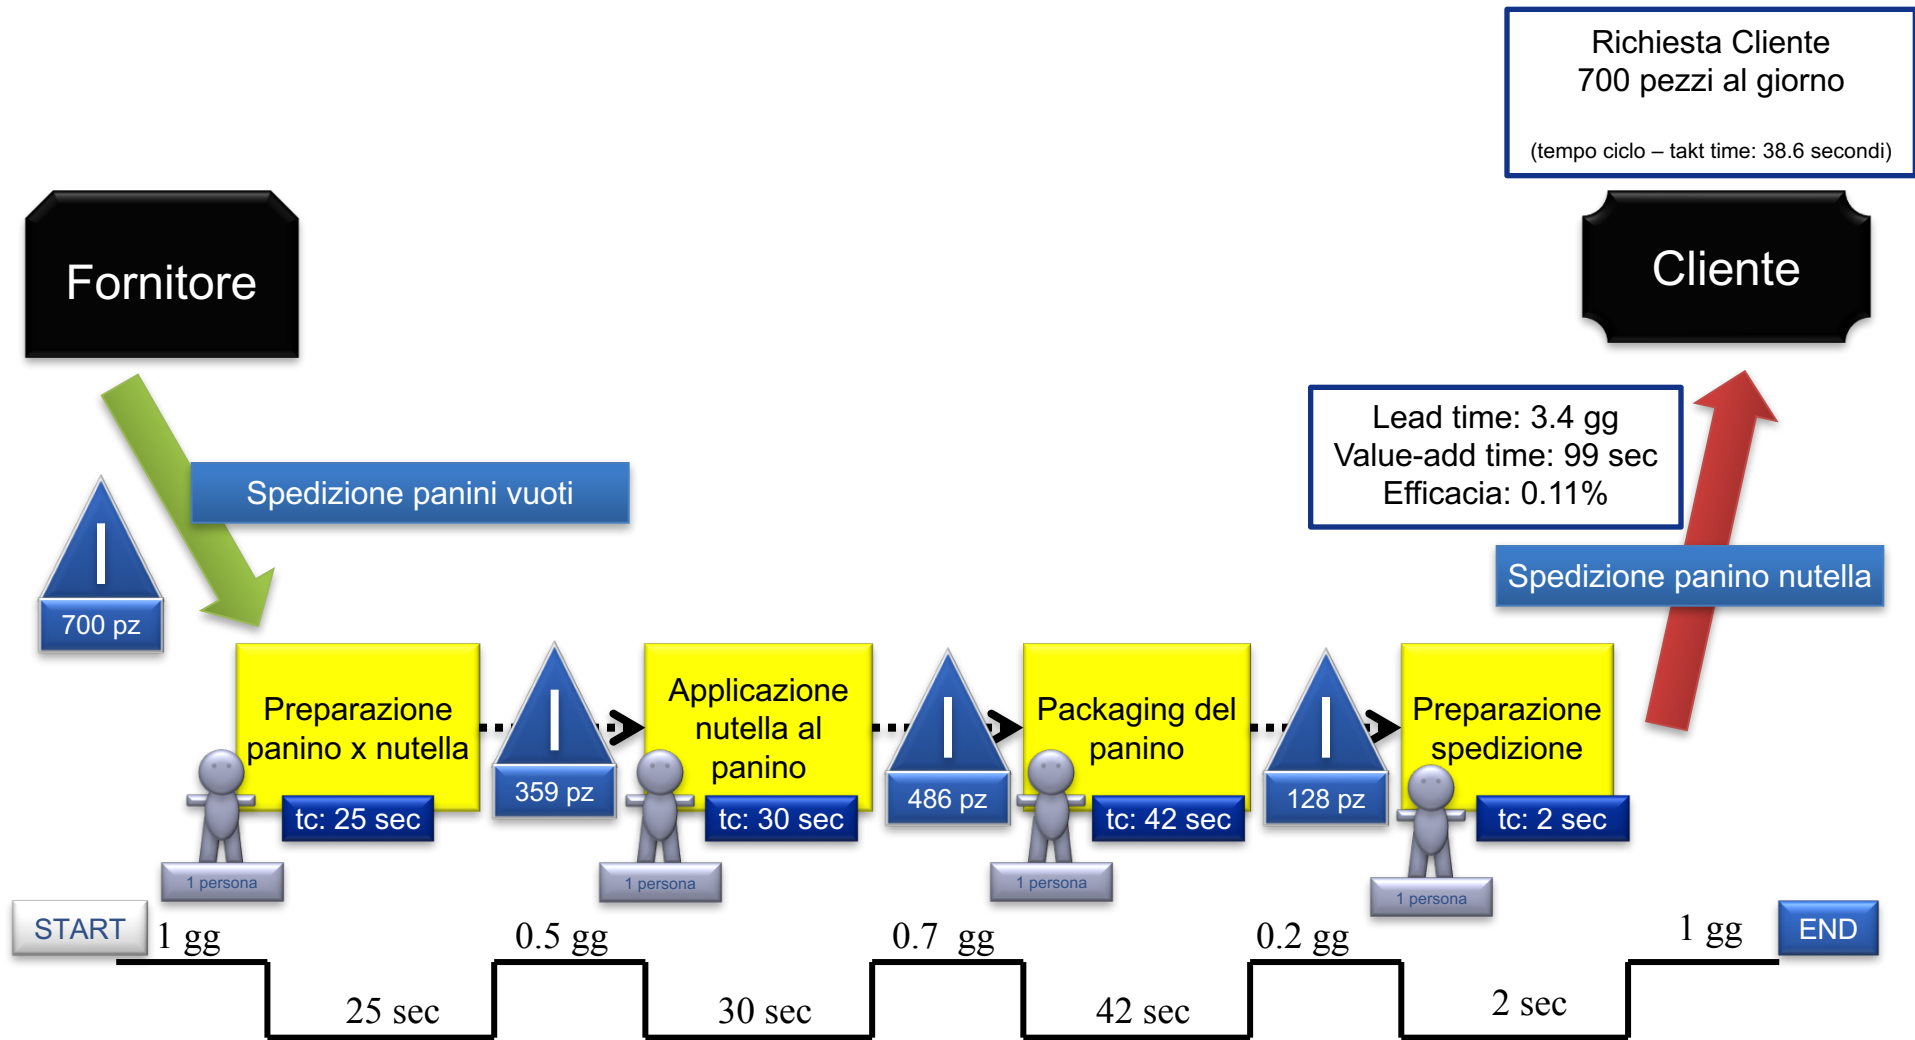 Richiesta Cliente
700 pezzi al giorno
(tempo ciclo – takt time: 38.6 secondi)
Fornitore
Cliente
Lead time: 3.4 gg
Value-add time: 99 sec
Efficacia: 0.11%
Spedizione panini vuoti
Spedizione panino nutella
I
700 pz
Preparazione
panino x nutella
tc: 25 sec
1 persona
I
359 pz
Applicazione
nutella al
panino
tc: 30 sec
1 persona
I
486 pz
Packaging del
panino
tc: 42 sec
1 persona
I
128 pz
Preparazione
spedizione
tc: 2 sec
1 persona
START
1 gg
0.5 gg
0.7 gg
0.2 gg
1 gg
END
25 sec
30 sec
42 sec
2 sec